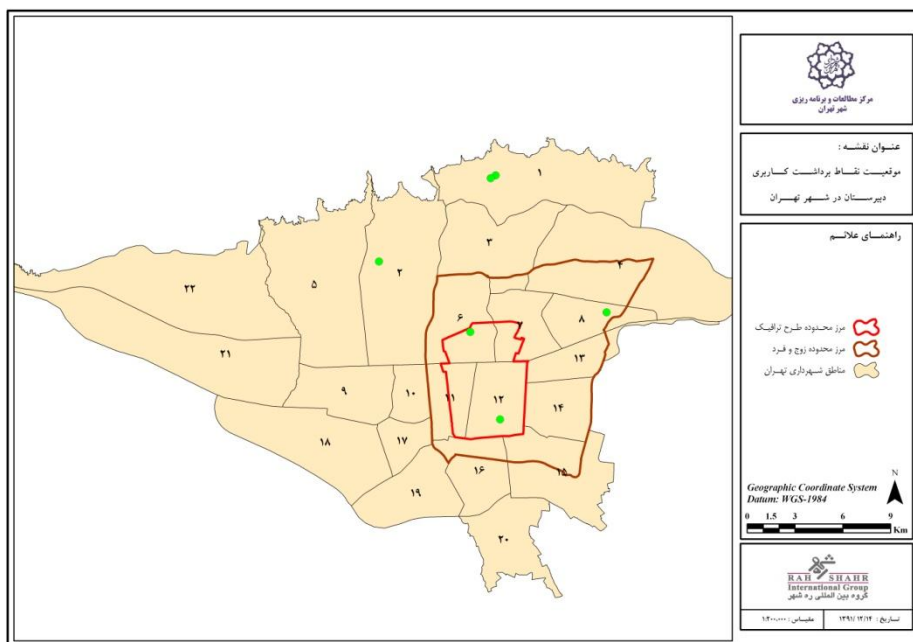 مرکز مطالعات و برنامه ریزی
شهر تهران
عنوان نقشه :
موقعیت نقاط برداشت کاربری
دبیرستان در شهر تهران
راهنمای علائم
مرز محدوده طرح ترافیک
مرز محدوده زوج و فرد
مناطق شهرداری تهران
N
Geographic Coordinate System
Datum: WGS-1984
0 1.5 3 6 9
Km
RAH SHAHR
International Group
گروه بین المللی ره شهر
تاریخ : ۱۳۹۱/۱۲/۱۴ مقیاس : ۱:۲۰۰,۰۰۰
۱
۳
۴
۲
۵
۲۲
۶
۷
۸
۲۱
۱۳
۹
۱۰
۱۱
۱۲
۱۴
۱۸
۱۷
۱۶
۱۵
۱۹
۲۰